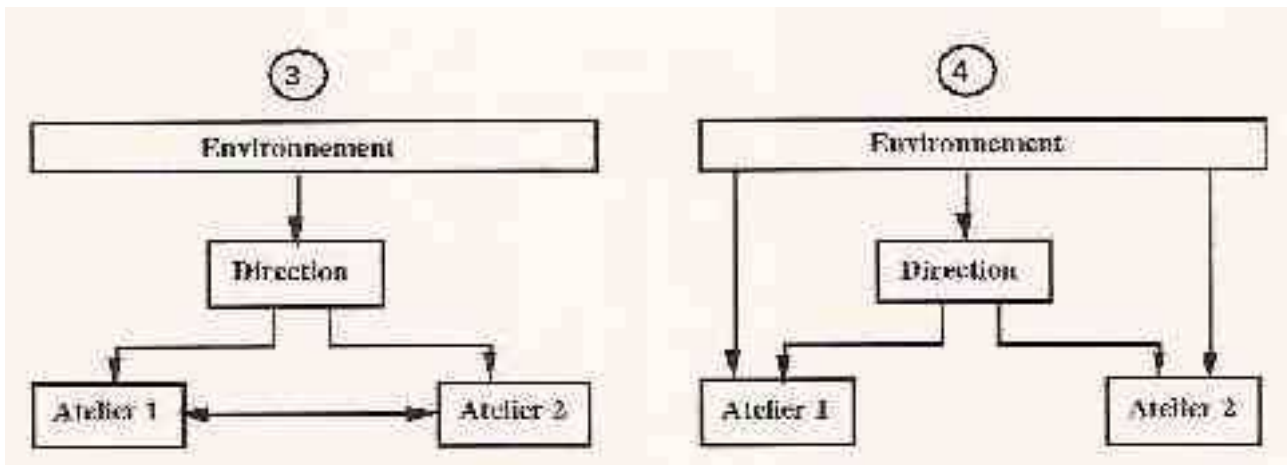 3
4
Environnement
Environnement
Direction
Direction
Atelier 1
Atelier 2
Atelier 1
Atelier 2